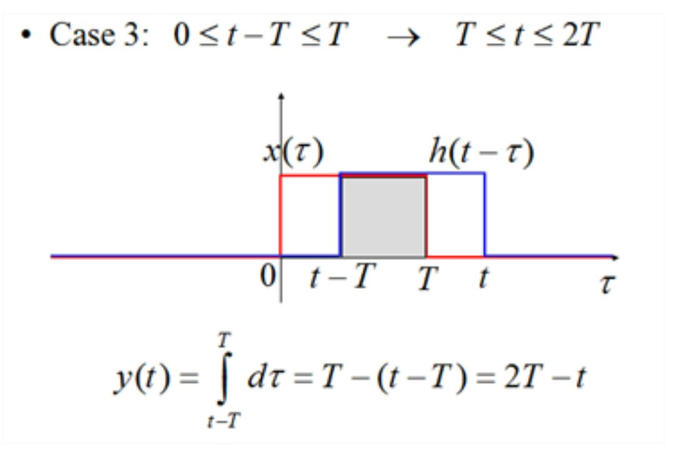 • Case 3: 0 ≤ t − T ≤ T → T ≤ t ≤ 2T
x(τ) h(t − τ)
0 t − T T t τ
y(t) = ∫_{t−T}^{T} dτ = T − (t − T) = 2T − t